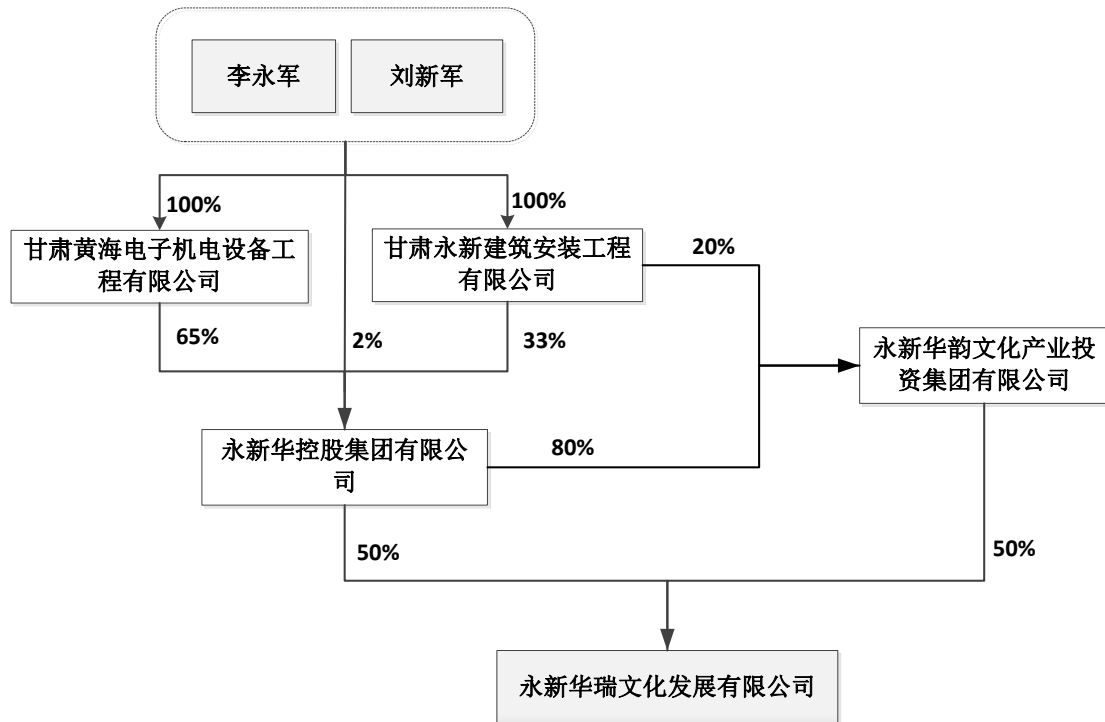 李永军
刘新军
100%
100%
甘肃黄海电子机电设备工
程有限公司
甘肃永新建筑安装工程
有限公司
20%
65%
2%
33%
永新华韵文化产业投
资集团有限公司
永新华控股集团有限公
司
80%
50%
50%
永新华瑞文化发展有限公司